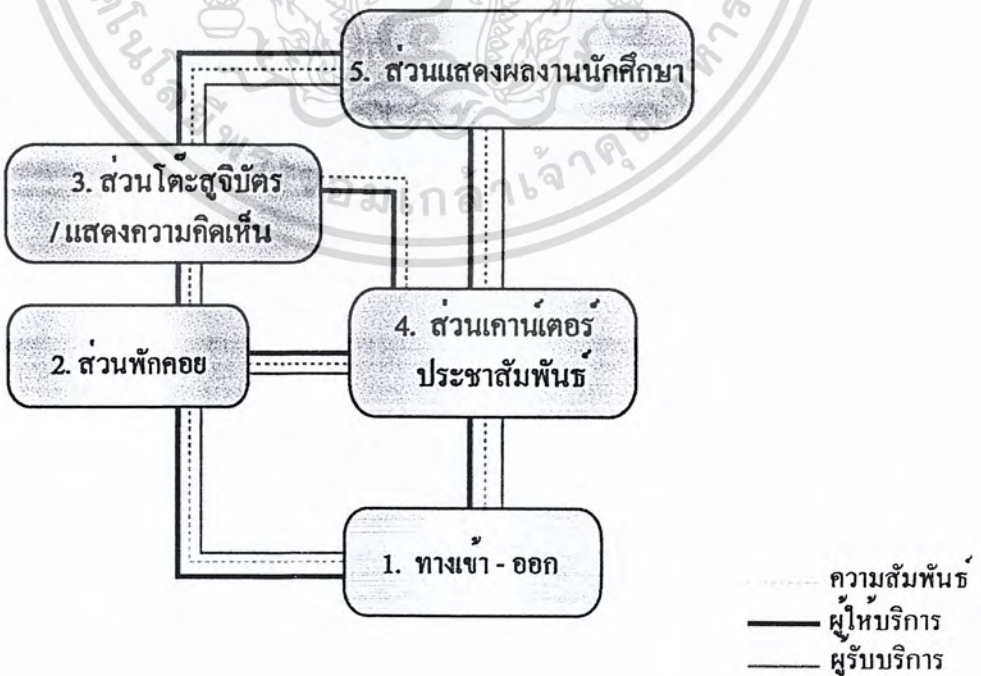 5. ส่วนแสดงผลงานนักศึกษา
3. ส่วนโต๊ะสูจิบัตร
/ แสดงความคิดเห็น
4. ส่วนเคาน์เตอร์
ประชาสัมพันธ์
2. ส่วนพักคอย
1. ทางเข้า - ออก
ความสัมพันธ์
ผู้ให้บริการ
ผู้รับบริการ